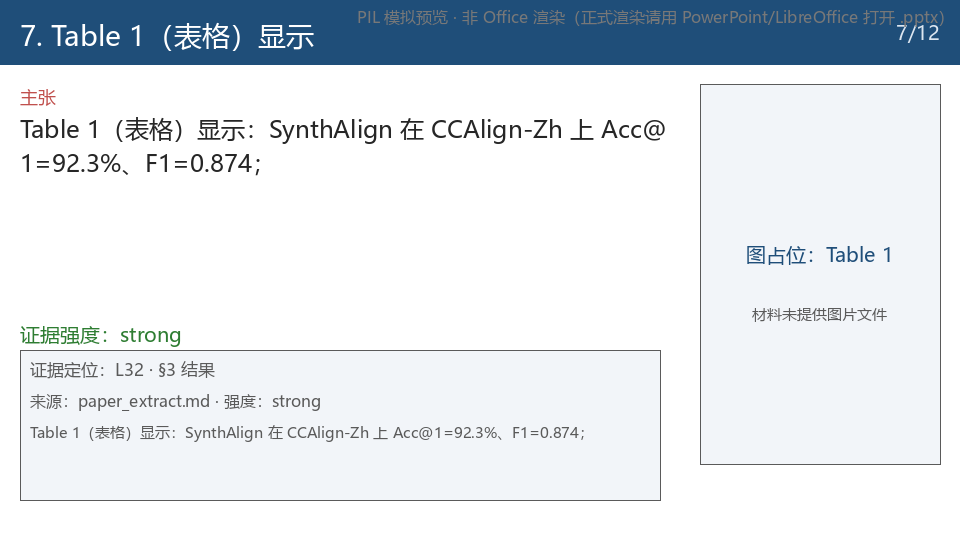 PIL 模拟预览 · 非 Office 渲染（正式渲染请用 PowerPoint/LibreOffice 打开 .pptx）
7. Table 1（表格）显示
7/12
主张
Table 1（表格）显示：SynthAlign 在 CCAlign-Zh 上 Acc@
1=92.3%、F1=0.874；
图占位：Table 1
材料未提供图片文件
证据强度：strong
证据定位：L32 · §3 结果
来源：paper_extract.md · 强度：strong
Table 1（表格）显示：SynthAlign 在 CCAlign-Zh 上 Acc@1=92.3%、F1=0.874；